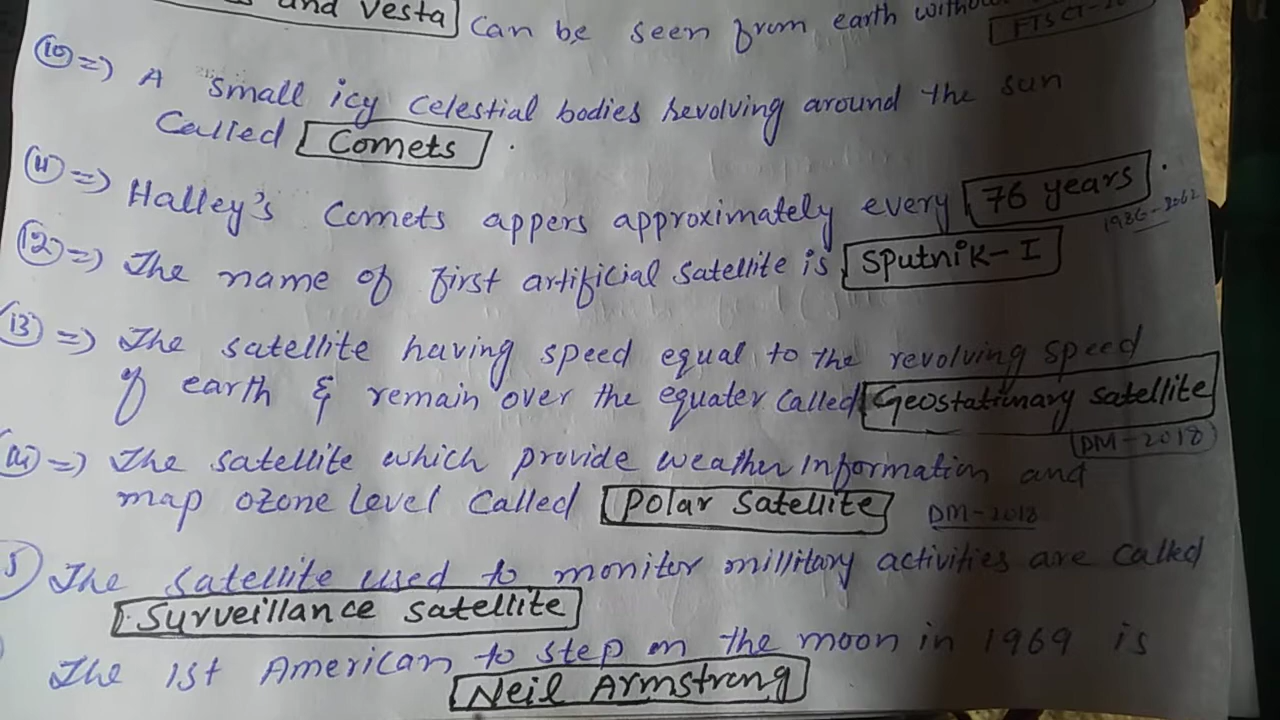 and Vesta can be seen from earth
FTSCT-
(10) => A small icy celestial bodies revolving around the sun
Called Comets .
(11) => Halley's Comets appers approximately every 76 years .
1986-2062
(12) => The name of first artificial satellite is Sputnik-I
(13) => The satellite having speed equal to the revolving speed
of earth & remain over the equater called Geostationary satellite
DM-2018
=> The satellite which provide weather information and
map ozone level called Polar Satellite DM-2018
5) The satellite used to monitor millitary activities are called
Surveillance satellite
The 1st American to step on the moon in 1969 is
Neil Armstrong